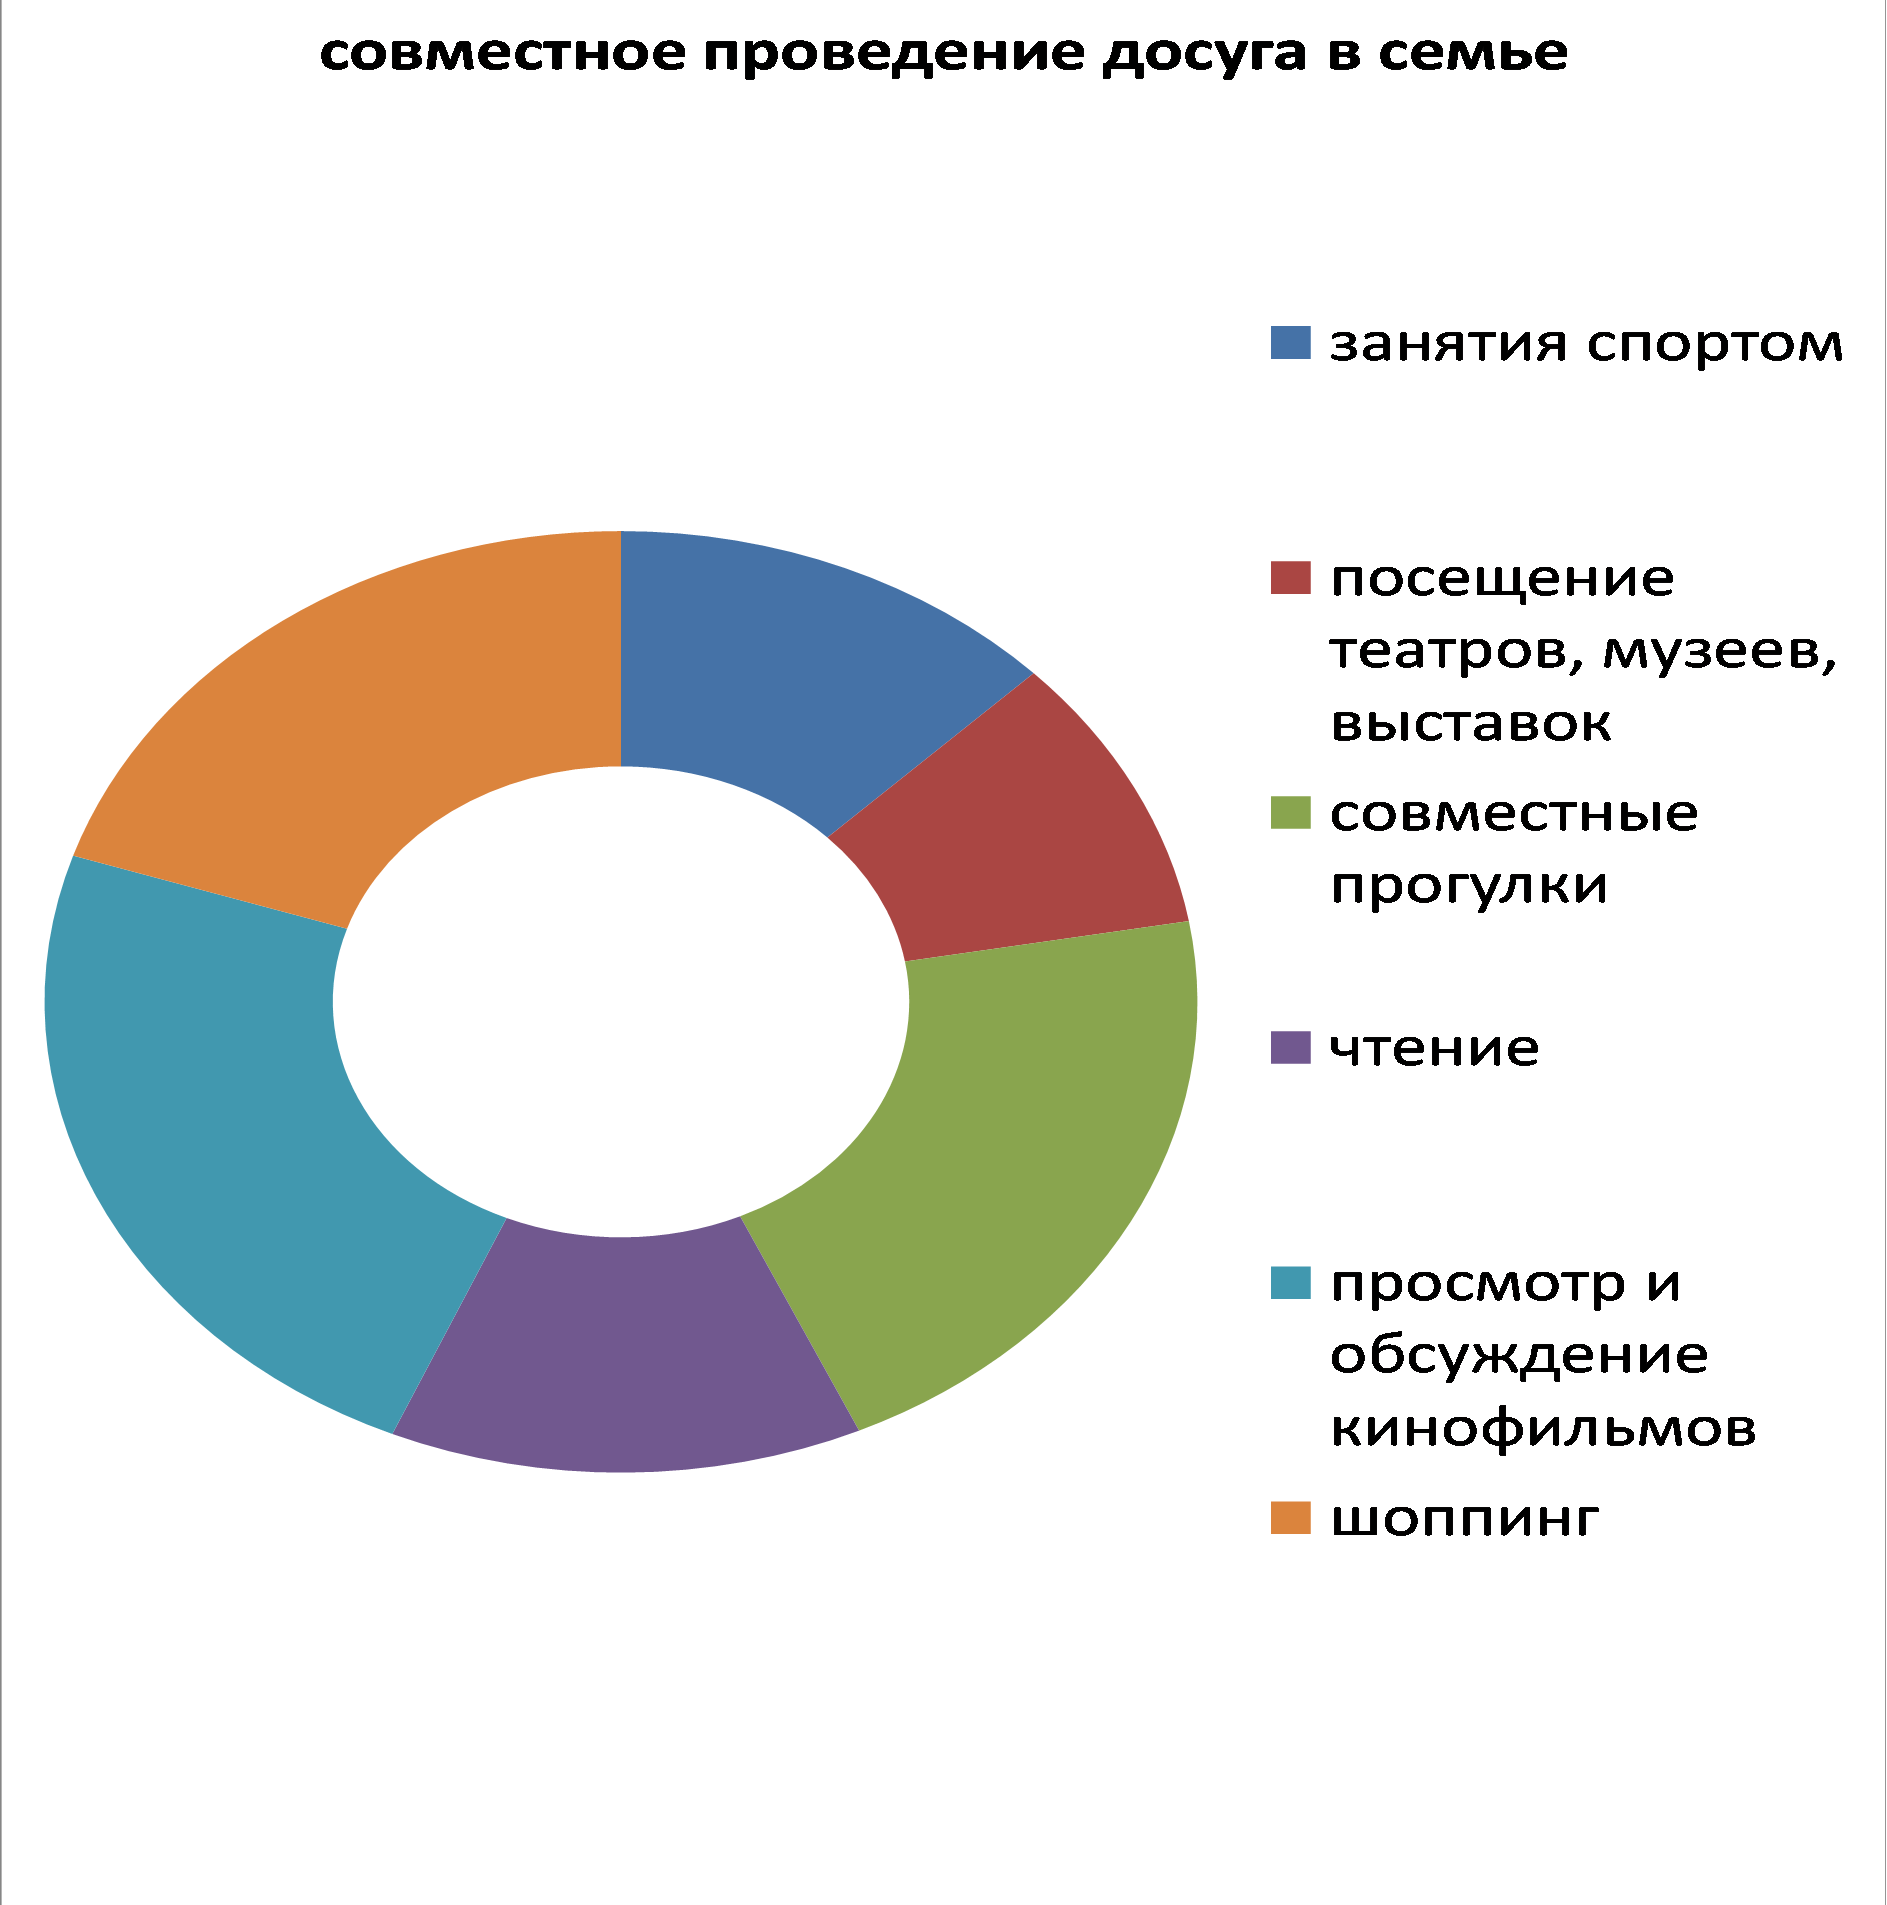 совместное проведение досуга в семье
занятия спортом
посещение
театров, музеев,
выставок
совместные
прогулки
чтение
просмотр и
обсуждение
кинофильмов
шоппинг